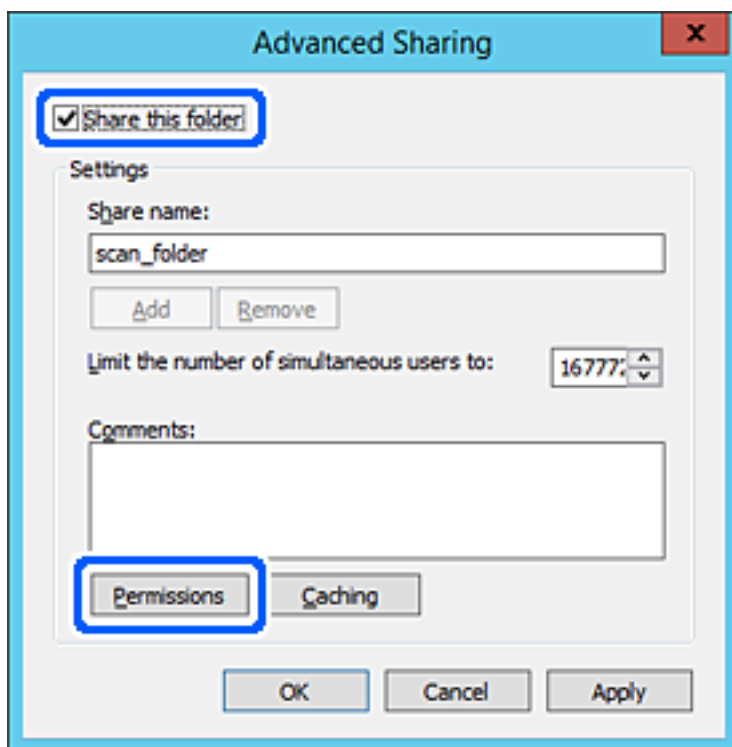 Advanced Sharing
Share this folder
Settings
Share name:
scan_folder
Add Remove
Limit the number of simultaneous users to:
Comments:
Permissions Caching
OK Cancel Apply